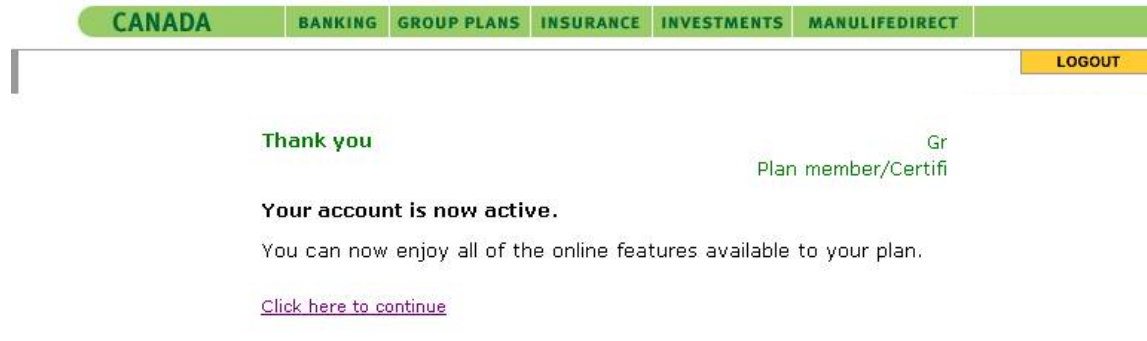 CANADA BANKING GROUP PLANS INSURANCE INVESTMENTS MANULIFEDIRECT
LOGOUT
Thank you Gr
Plan member/Certifi
Your account is now active.
You can now enjoy all of the online features available to your plan.
Click here to continue